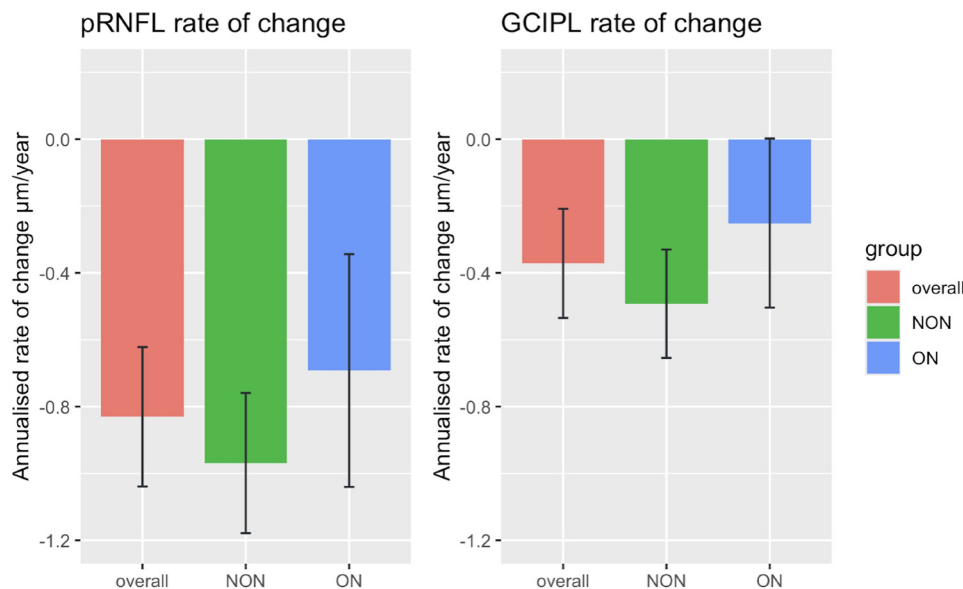 pRNFL rate of change
Annualised rate of change µm/year
0.0
-0.4
-0.8
-1.2
overall NON ON
GCIPL rate of change
Annualised rate of change µm/year
0.0
-0.4
-0.8
-1.2
overall NON ON
group
overall
NON
ON